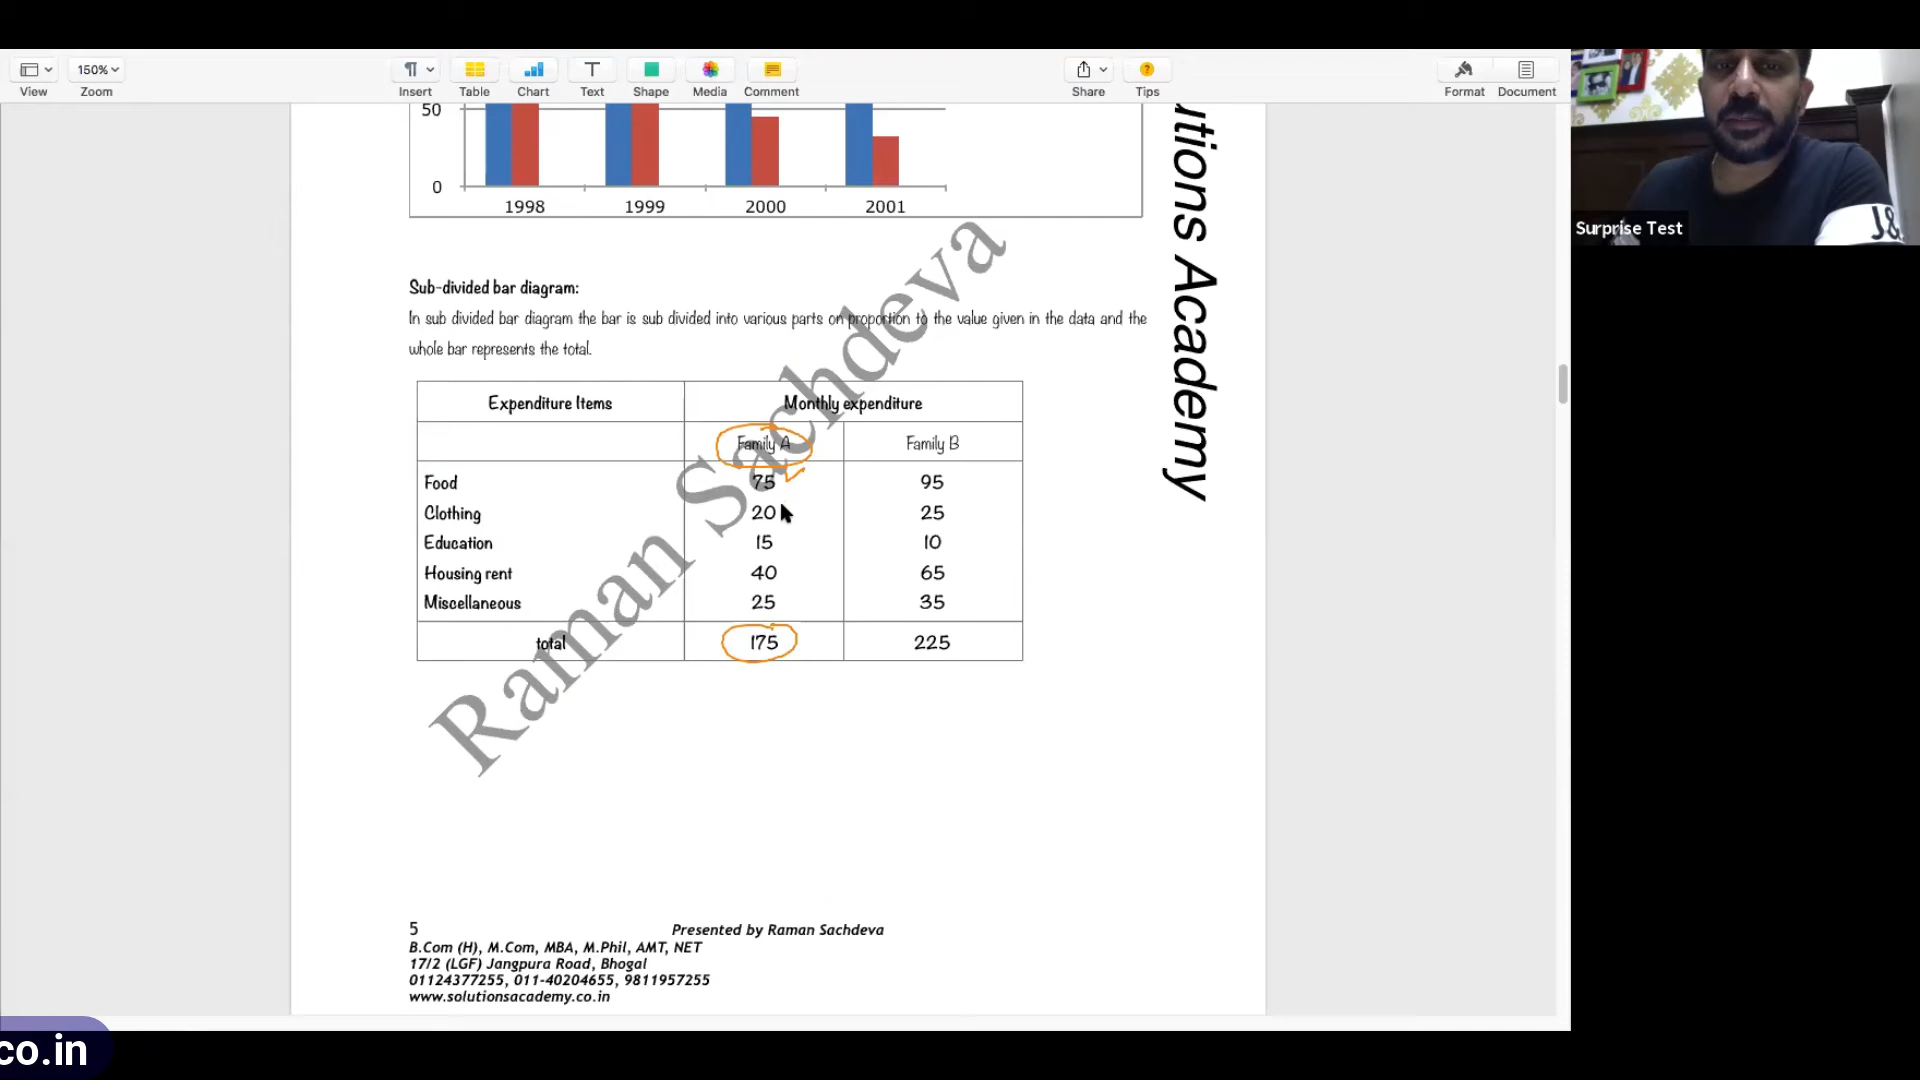 150%
View
Zoom
Insert
Table
Chart
Text
Shape
Media
Comment
Share
Tips
Format
Document
50
0
1998 1999 2000 2001
Sub-divided bar diagram:
In sub divided bar diagram the bar is sub divided into various parts on proportion to the value given in the data and the
whole bar represents the total.
Expenditure Items Monthly expenditure
Family A Family B
Food 75 95
Clothing 20 25
Education 15 10
Housing rent 40 65
Miscellaneous 25 35
total 175 225
Raman Sachdeva
utions Academy
5 Presented by Raman Sachdeva
B.Com (H), M.Com, MBA, M.Phil, AMT, NET
17/2 (LGF) Jangpura Road, Bhogal
01124377255, 011-40204655, 9811957255
www.solutionsacademy.co.in
Surprise Test
J&
co.in